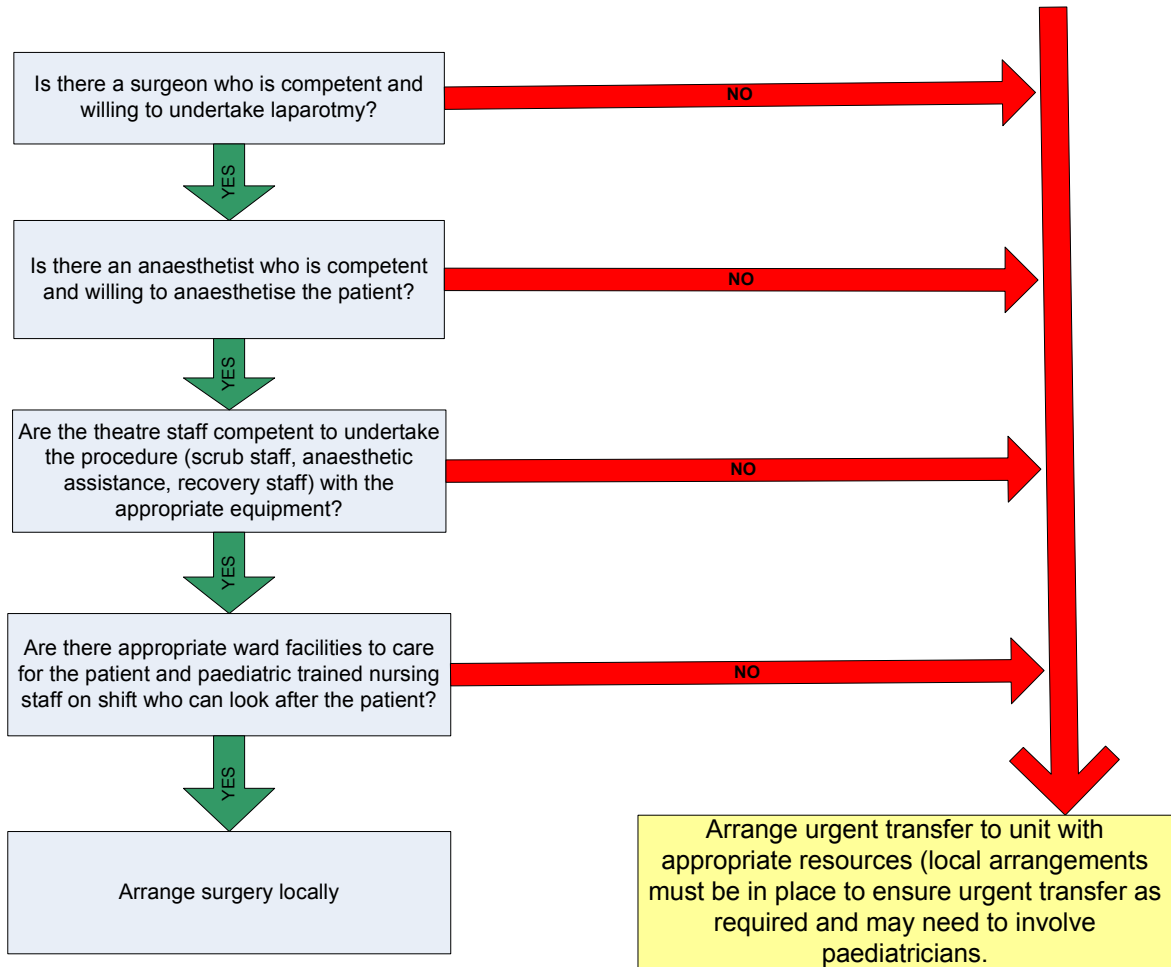 Is there a surgeon who is competent and
willing to undertake laparotmy?
NO
YES
Is there an anaesthetist who is competent
and willing to anaesthetise the patient?
NO
YES
Are the theatre staff competent to undertake
the procedure (scrub staff, anaesthetic
assistance, recovery staff) with the
appropriate equipment?
NO
YES
Are there appropriate ward facilities to care
for the patient and paediatric trained nursing
staff on shift who can look after the patient?
NO
YES
Arrange surgery locally
Arrange urgent transfer to unit with
appropriate resources (local arrangements
must be in place to ensure urgent transfer as
required and may need to involve
paediatricians.